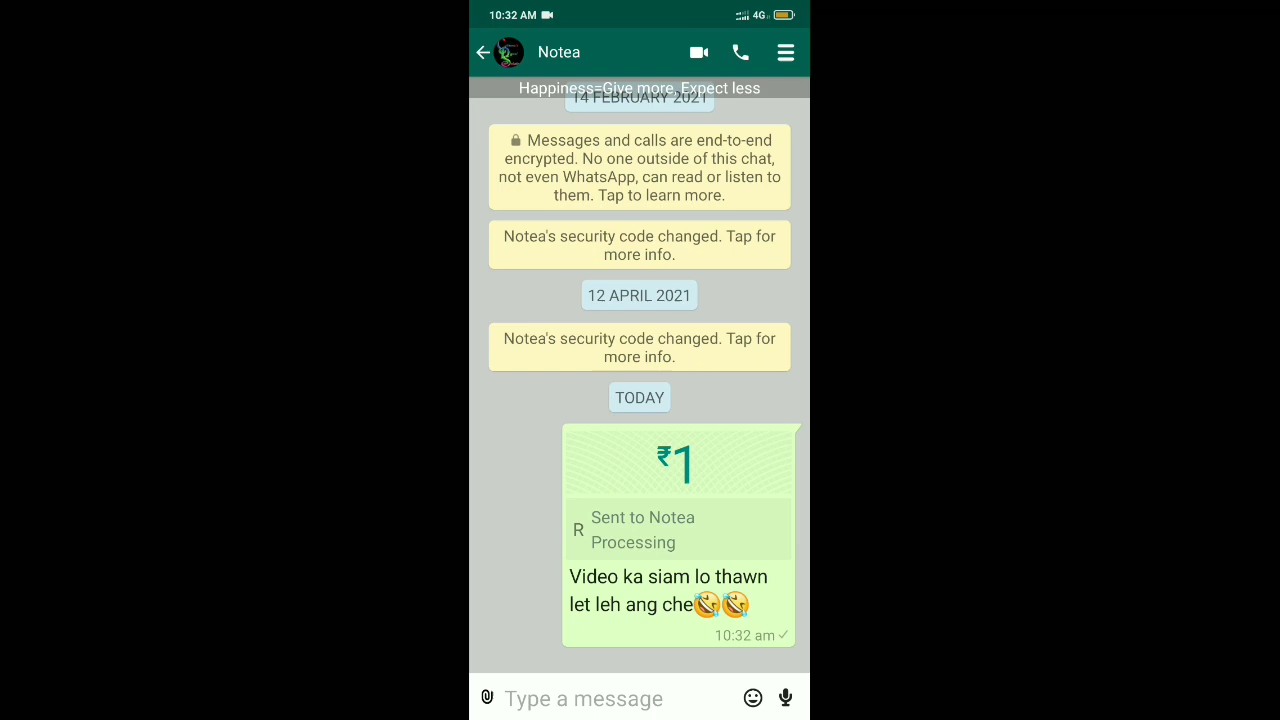 10:32 AM
4G
Notea
Happiness=Give more, Expect less
14 FEBRUARY 2021
Messages and calls are end-to-end
encrypted. No one outside of this chat,
not even WhatsApp, can read or listen to
them. Tap to learn more.
Notea's security code changed. Tap for
more info.
12 APRIL 2021
Notea's security code changed. Tap for
more info.
TODAY
₹1
R
Sent to Notea
Processing
Video ka siam lo thawn
let leh ang che🤣🤣
10:32 am
Type a message